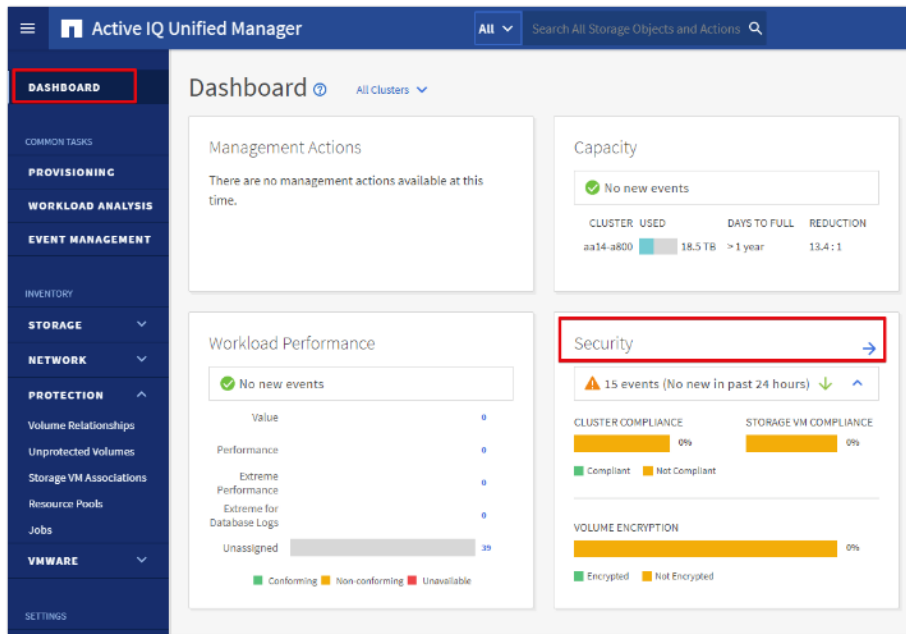 Active IQ Unified Manager
All
Search All Storage Objects and Actions
DASHBOARD
COMMON TASKS
PROVISIONING
WORKLOAD ANALYSIS
EVENT MANAGEMENT
INVENTORY
STORAGE
NETWORK
PROTECTION
Volume Relationships
Unprotected Volumes
Storage VM Associations
Resource Pools
Jobs
VMWARE
SETTINGS
Dashboard ?
All Clusters
Management Actions
There are no management actions available at this
time.
Capacity
No new events
CLUSTER USED DAYS TO FULL REDUCTION
aa14-a800 18.5 TB >1 year 13.4 : 1
Workload Performance
No new events
Value 0
Performance 0
Extreme
Performance 0
Extreme for
Database Logs 0
Unassigned 39
Conforming Non-conforming Unavailable
Security
15 events (No new in past 24 hours)
CLUSTER COMPLIANCE STORAGE VM COMPLIANCE
0% 0%
Compliant Not Compliant
VOLUME ENCRYPTION
0%
Encrypted Not Encrypted